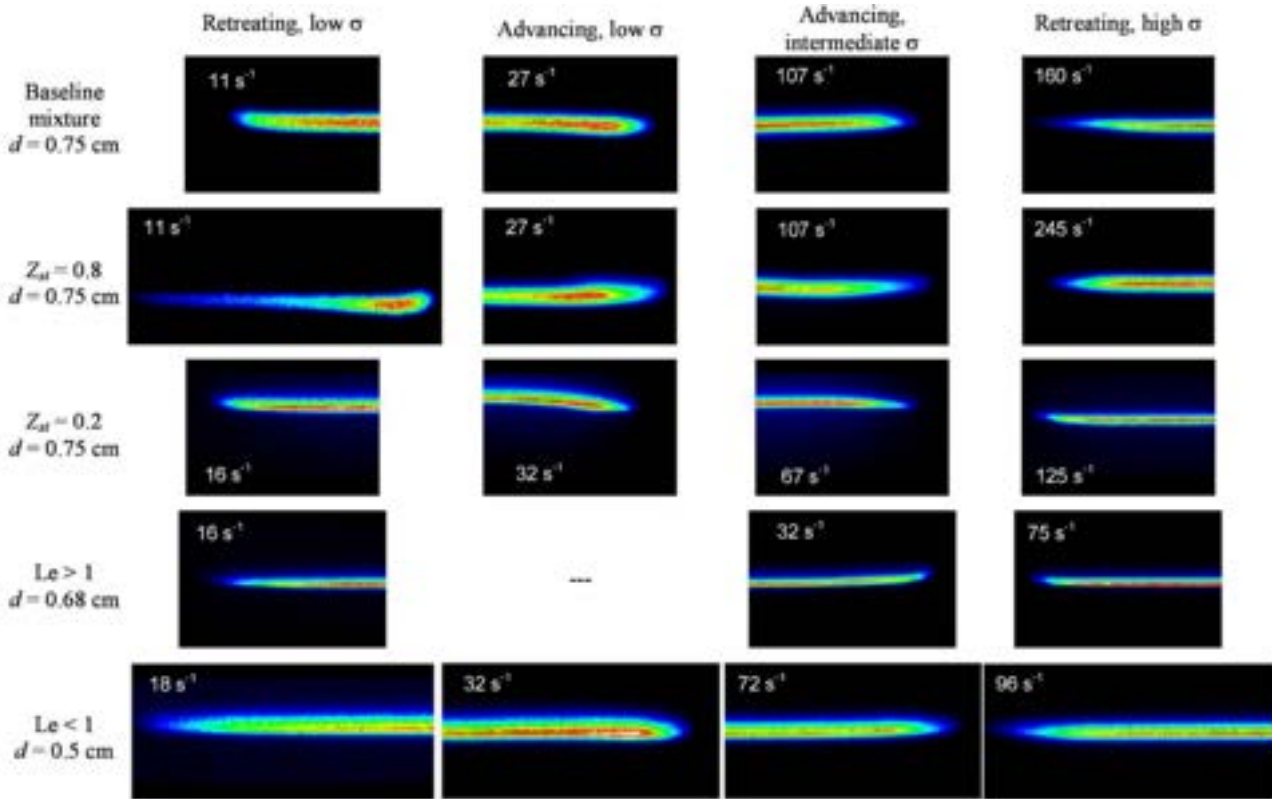 Retreating, low σ
Advancing, low σ
Advancing,
intermediate σ
Retreating, high σ
Baseline
mixture
d = 0.75 cm
11 s⁻¹
27 s⁻¹
107 s⁻¹
160 s⁻¹
Z_st = 0.8
d = 0.75 cm
11 s⁻¹
27 s⁻¹
107 s⁻¹
245 s⁻¹
Z_st = 0.2
d = 0.75 cm
16 s⁻¹
32 s⁻¹
67 s⁻¹
125 s⁻¹
Le > 1
d = 0.68 cm
16 s⁻¹
---
32 s⁻¹
75 s⁻¹
Le < 1
d = 0.5 cm
18 s⁻¹
32 s⁻¹
72 s⁻¹
96 s⁻¹